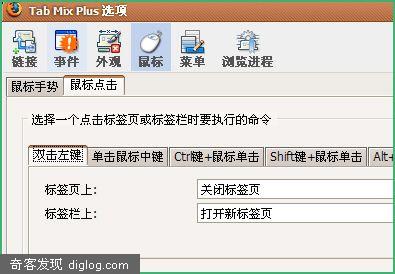 Tab Mix Plus 选项
链接 事件 外观 鼠标 菜单 浏览进程
鼠标手势 鼠标点击
选择一个点击标签页或标签栏时要执行的命令
双击左键 单击鼠标中键 Ctrl键+鼠标单击 Shift键+鼠标单击 Alt+
标签页上: 关闭标签页
标签栏上: 打开新标签页
奇客发现 diglog.com